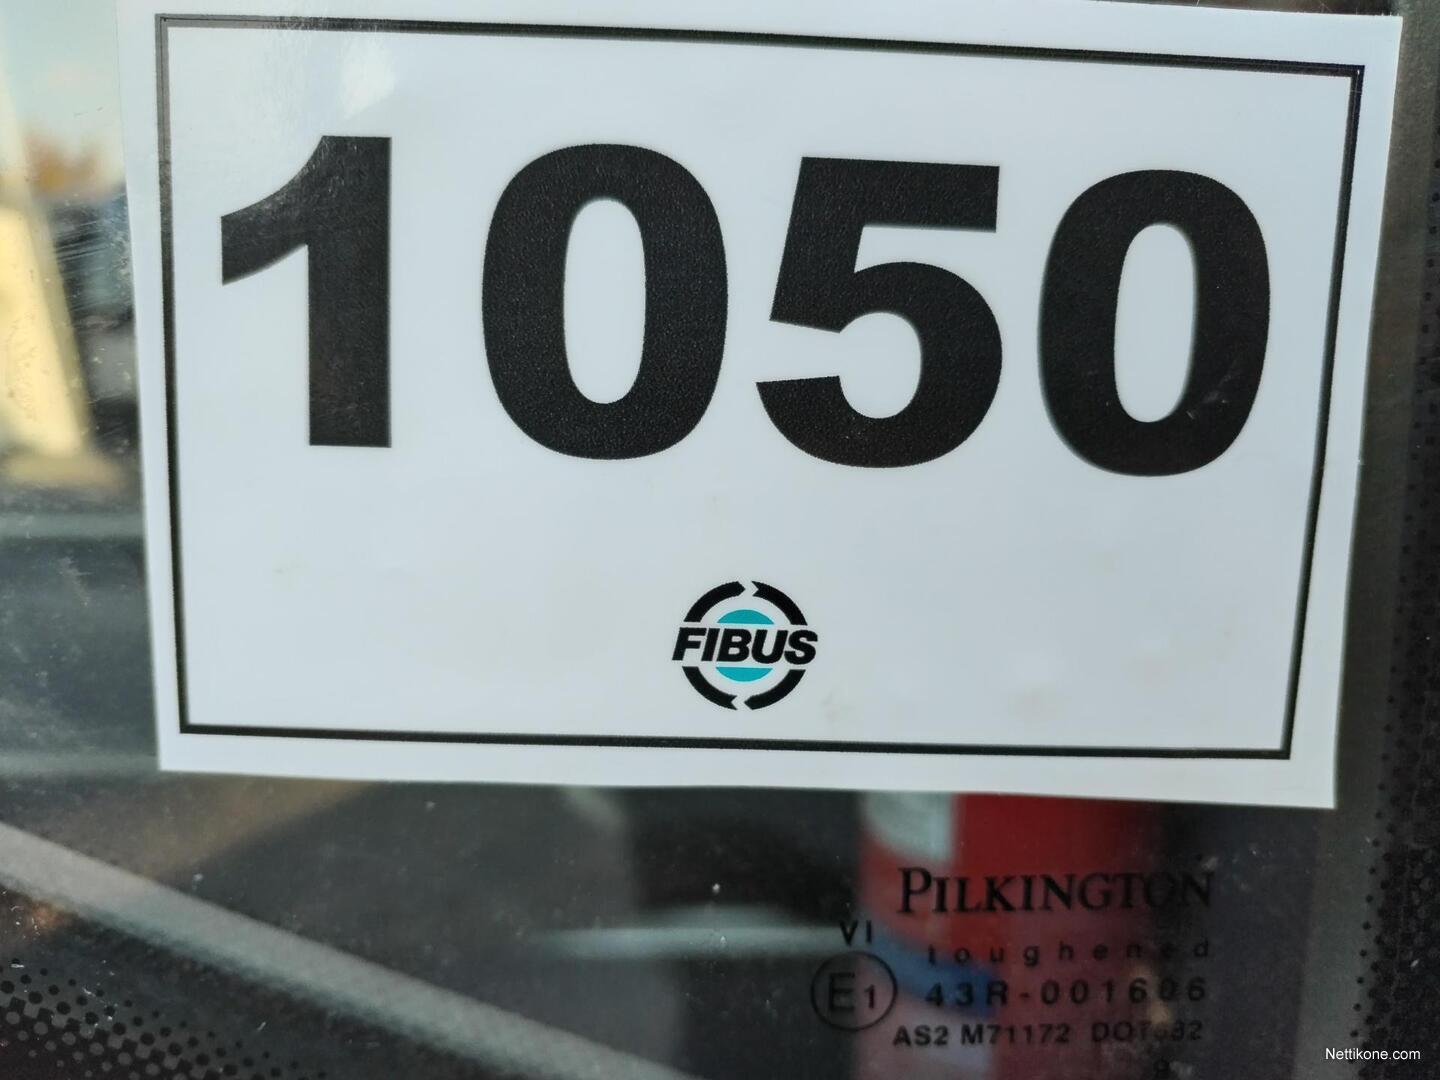 1050
FIBUS
PILKINGTON
VI
toughened
E1 43R-001606
AS2 M71172
Nettikone.com